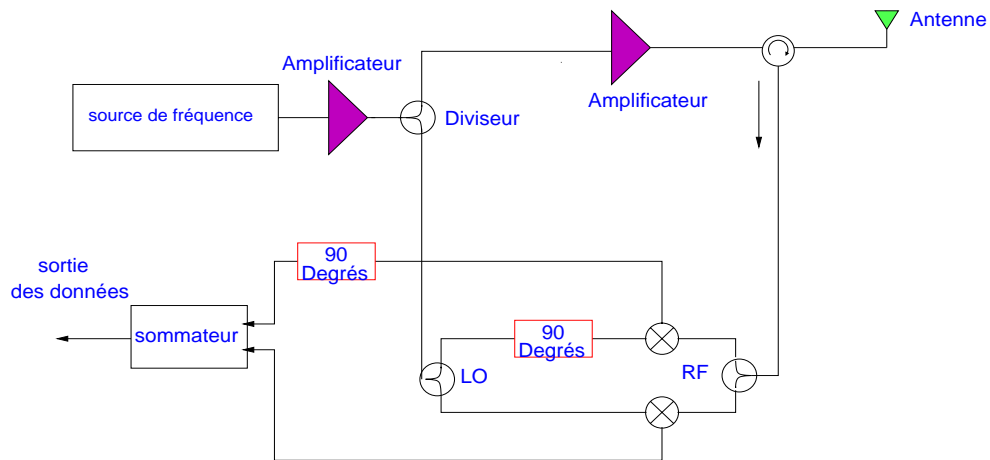 Antenne
Amplificateur
Amplificateur
source de fréquence
Diviseur
90
Degrés
sortie
des données
sommateur
90
Degrés
LO
RF